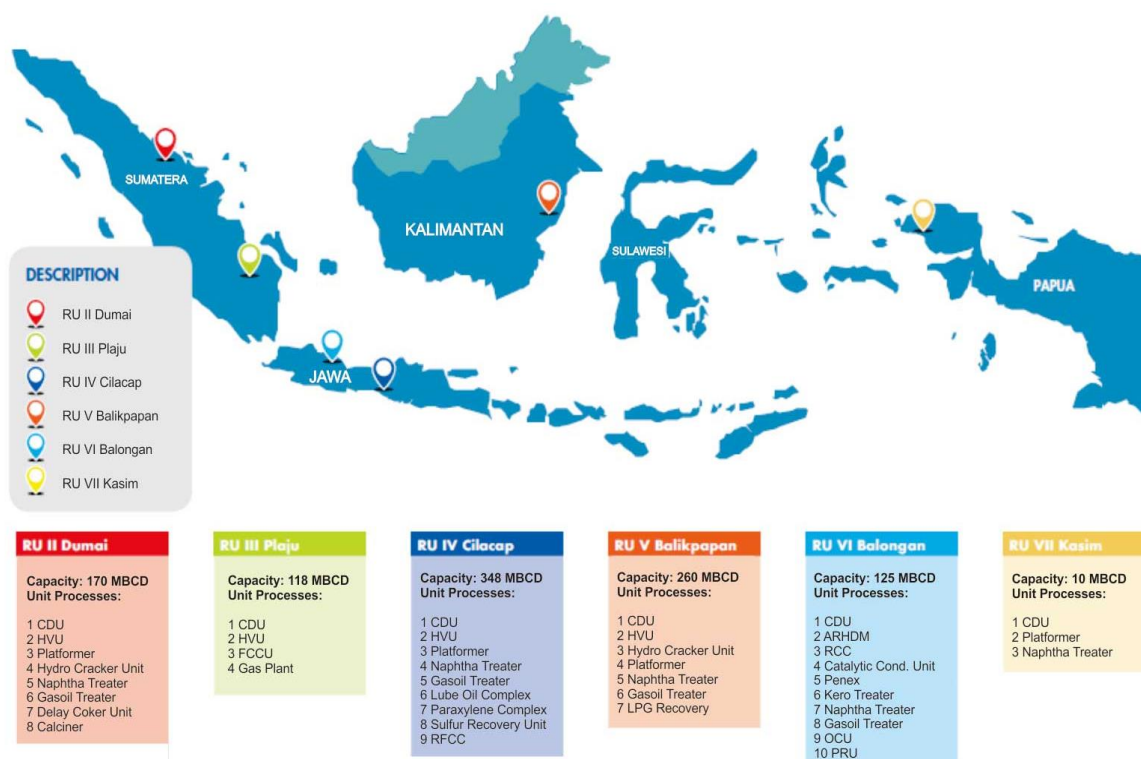 SUMATERA
KALIMANTAN
SULAWESI
PAPUA
JAWA
DESCRIPTION
RU II Dumai
RU III Plaju
RU IV Cilacap
RU V Balikpapan
RU VI Balongan
RU VII Kasim
RU II Dumai
Capacity: 170 MBCD
Unit Processes:
1 CDU
2 HVU
3 Platformer
4 Hydro Cracker Unit
5 Naphtha Treater
6 Gasoil Treater
7 Delay Coker Unit
8 Calciner
RU III Plaju
Capacity: 118 MBCD
Unit Processes:
1 CDU
2 HVU
3 FCCU
4 Gas Plant
RU IV Cilacap
Capacity: 348 MBCD
Unit Processes:
1 CDU
2 HVU
3 Platformer
4 Naphtha Treater
5 Gasoil Treater
6 Lube Oil Complex
7 Paraxylene Complex
8 Sulfur Recovery Unit
9 RFCC
RU V Balikpapan
Capacity: 260 MBCD
Unit Processes:
1 CDU
2 HVU
3 Hydro Cracker Unit
4 Platformer
5 Naphtha Treater
6 Gasoil Treater
7 LPG Recovery
RU VI Balongan
Capacity: 125 MBCD
Unit Processes:
1 CDU
2 ARHDM
3 RCC
4 Catalytic Cond. Unit
5 Penex
6 Kero Treater
7 Naphtha Treater
8 Gasoil Treater
9 OCU
10 PRU
RU VII Kasim
Capacity: 10 MBCD
Unit Processes:
1 CDU
2 Platformer
3 Naphtha Treater